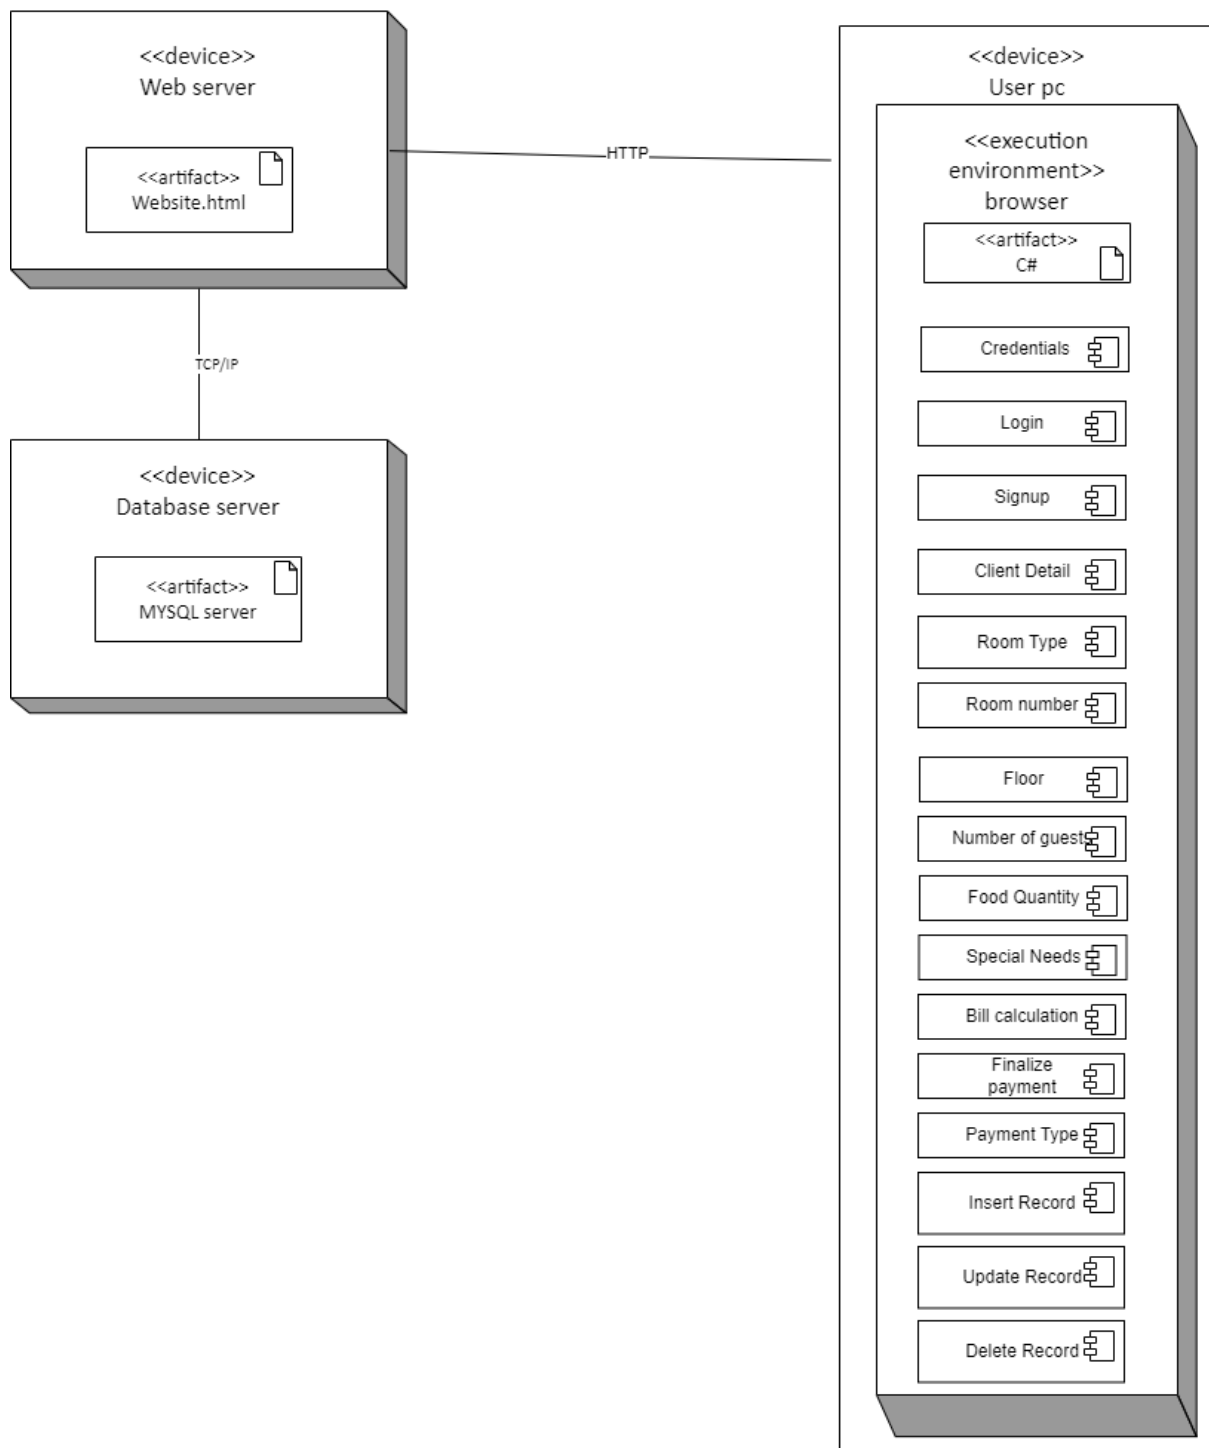 <<device>>
Web server
<<artifact>>
Website.html
HTTP
TCP/IP
<<device>>
Database server
<<artifact>>
MYSQL server
<<device>>
User pc
<<execution
environment>>
browser
<<artifact>>
C#
Credentials
Login
Signup
Client Detail
Room Type
Room number
Floor
Number of guests
Food Quantity
Special Needs
Bill calculation
Finalize
payment
Payment Type
Insert Record
Update Record
Delete Record